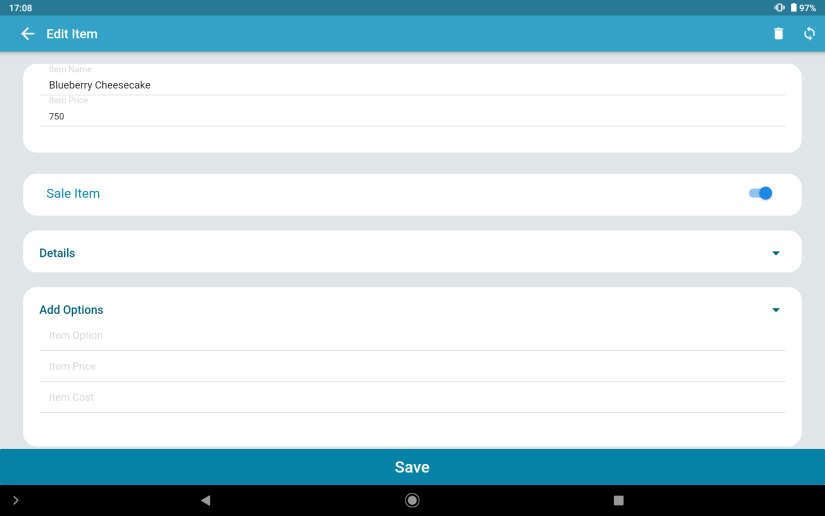 17:08
97%
Edit Item
Item Name
Blueberry Cheesecake
Item Price
750
Sale Item
Details
Add Options
Item Option
Item Price
Item Cost
Save